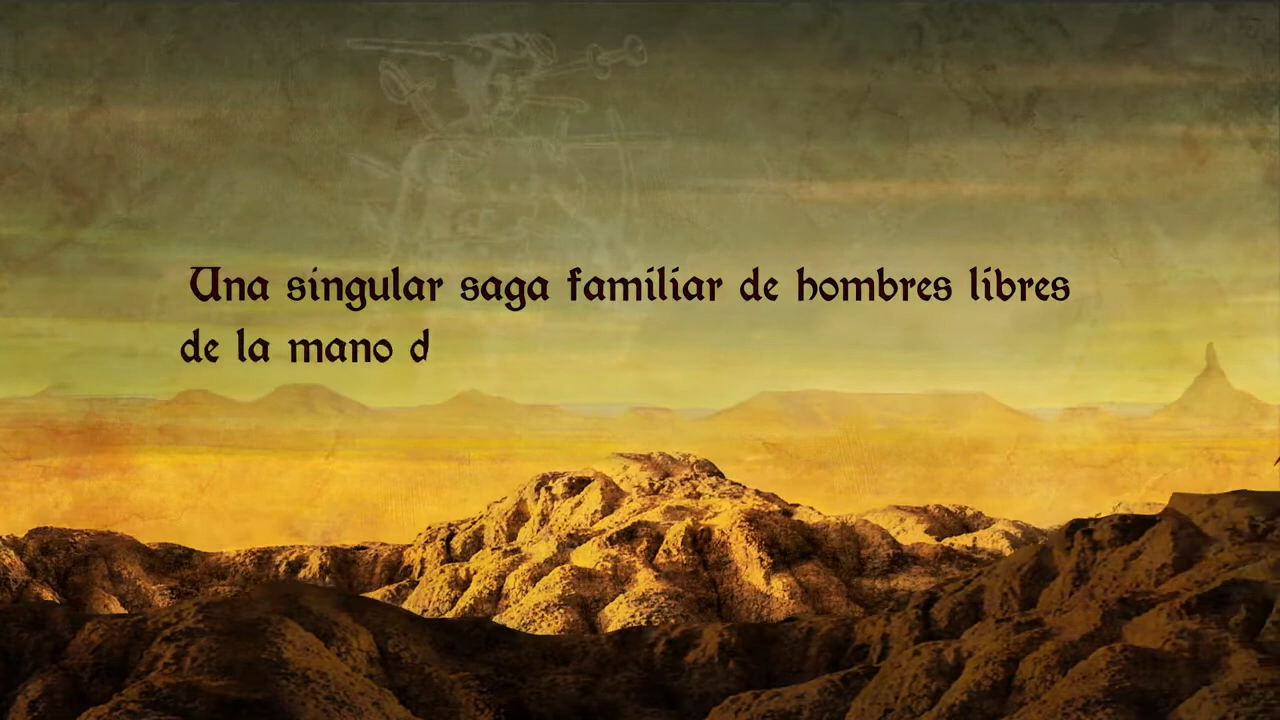 Una singular saga familiar de hombres libres
de la mano d